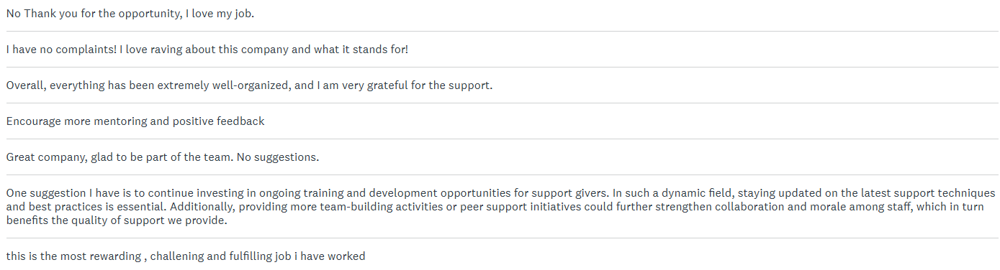 No Thank you for the opportunity, I love my job.
I have no complaints! I love raving about this company and what it stands for!
Overall, everything has been extremely well-organized, and I am very grateful for the support.
Encourage more mentoring and positive feedback
Great company, glad to be part of the team. No suggestions.
One suggestion I have is to continue investing in ongoing training and development opportunities for support givers. In such a dynamic field, staying updated on the latest support techniques
and best practices is essential. Additionally, providing more team-building activities or peer support initiatives could further strengthen collaboration and morale among staff, which in turn
benefits the quality of support we provide.
this is the most rewarding , challening and fulfilling job i have worked